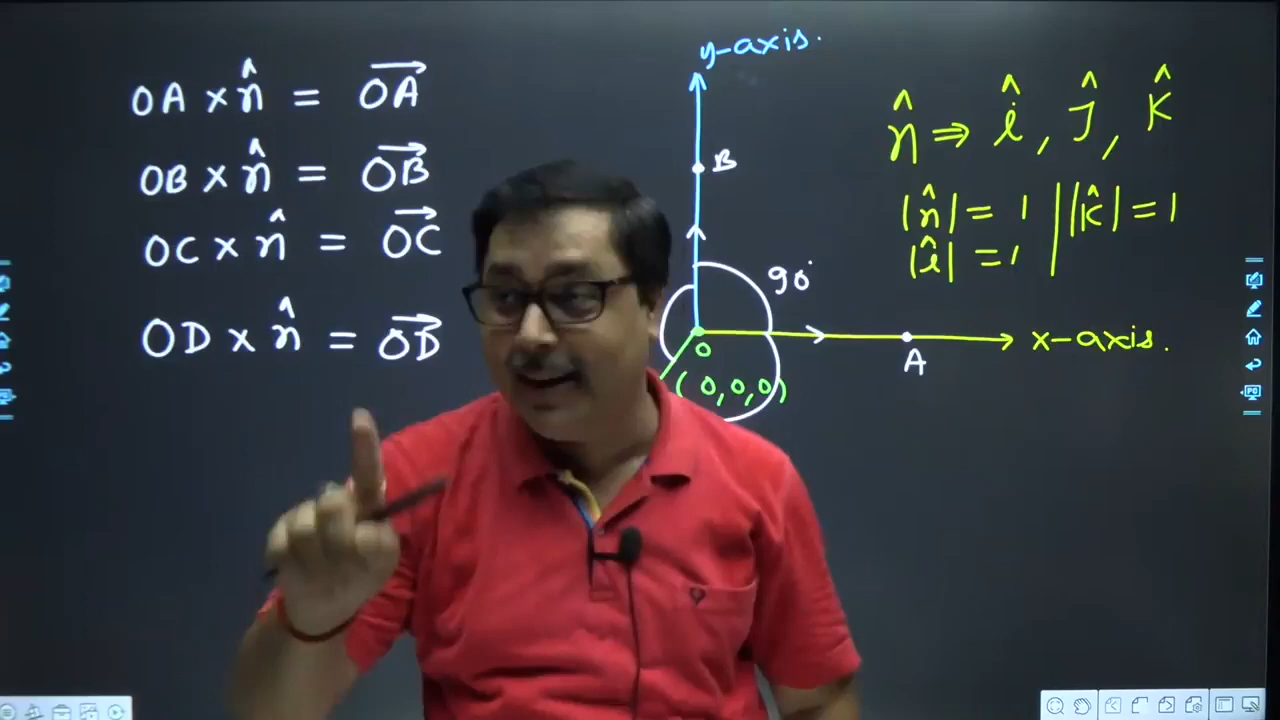 OA × n̂ = →OA
OB × n̂ = →OB
OC × n̂ = →OC
OD × n̂ = →OD
y-axis.
B
90°
O
(0,0,0)
A
x-axis.
n̂ ⇒ î, ĵ, k̂
|n̂| = 1 | |k̂| = 1
|î| = 1